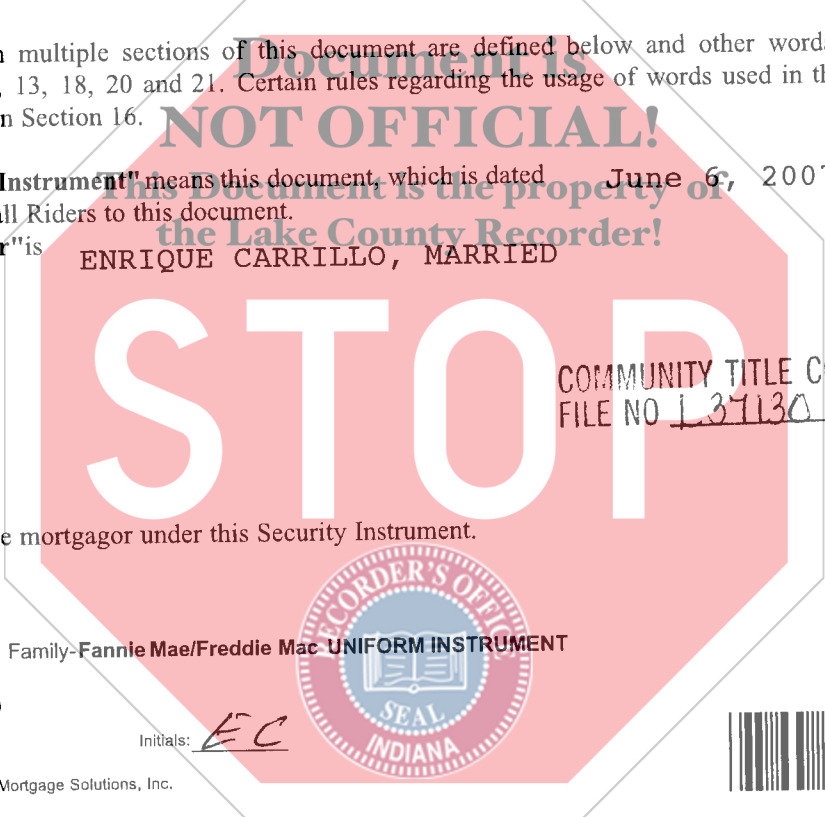 multiple sections of this document are defined below and other word
, 13, 18, 20 and 21. Certain rules regarding the usage of words used in th
n Section 16.
Document is
NOT OFFICIAL!
This Document is the property of
the Lake County Recorder!
Instrument" means this document, which is dated June 6, 2007
ll Riders to this document.
r" is
ENRIQUE CARRILLO, MARRIED
STOP
COMMUNITY TITLE C
FILE NO L37130
e mortgagor under this Security Instrument.
RECORDER'S OFFICE
SEAL
INDIANA
Family-Fannie Mae/Freddie Mac UNIFORM INSTRUMENT
Initials: EC
Mortgage Solutions, Inc.